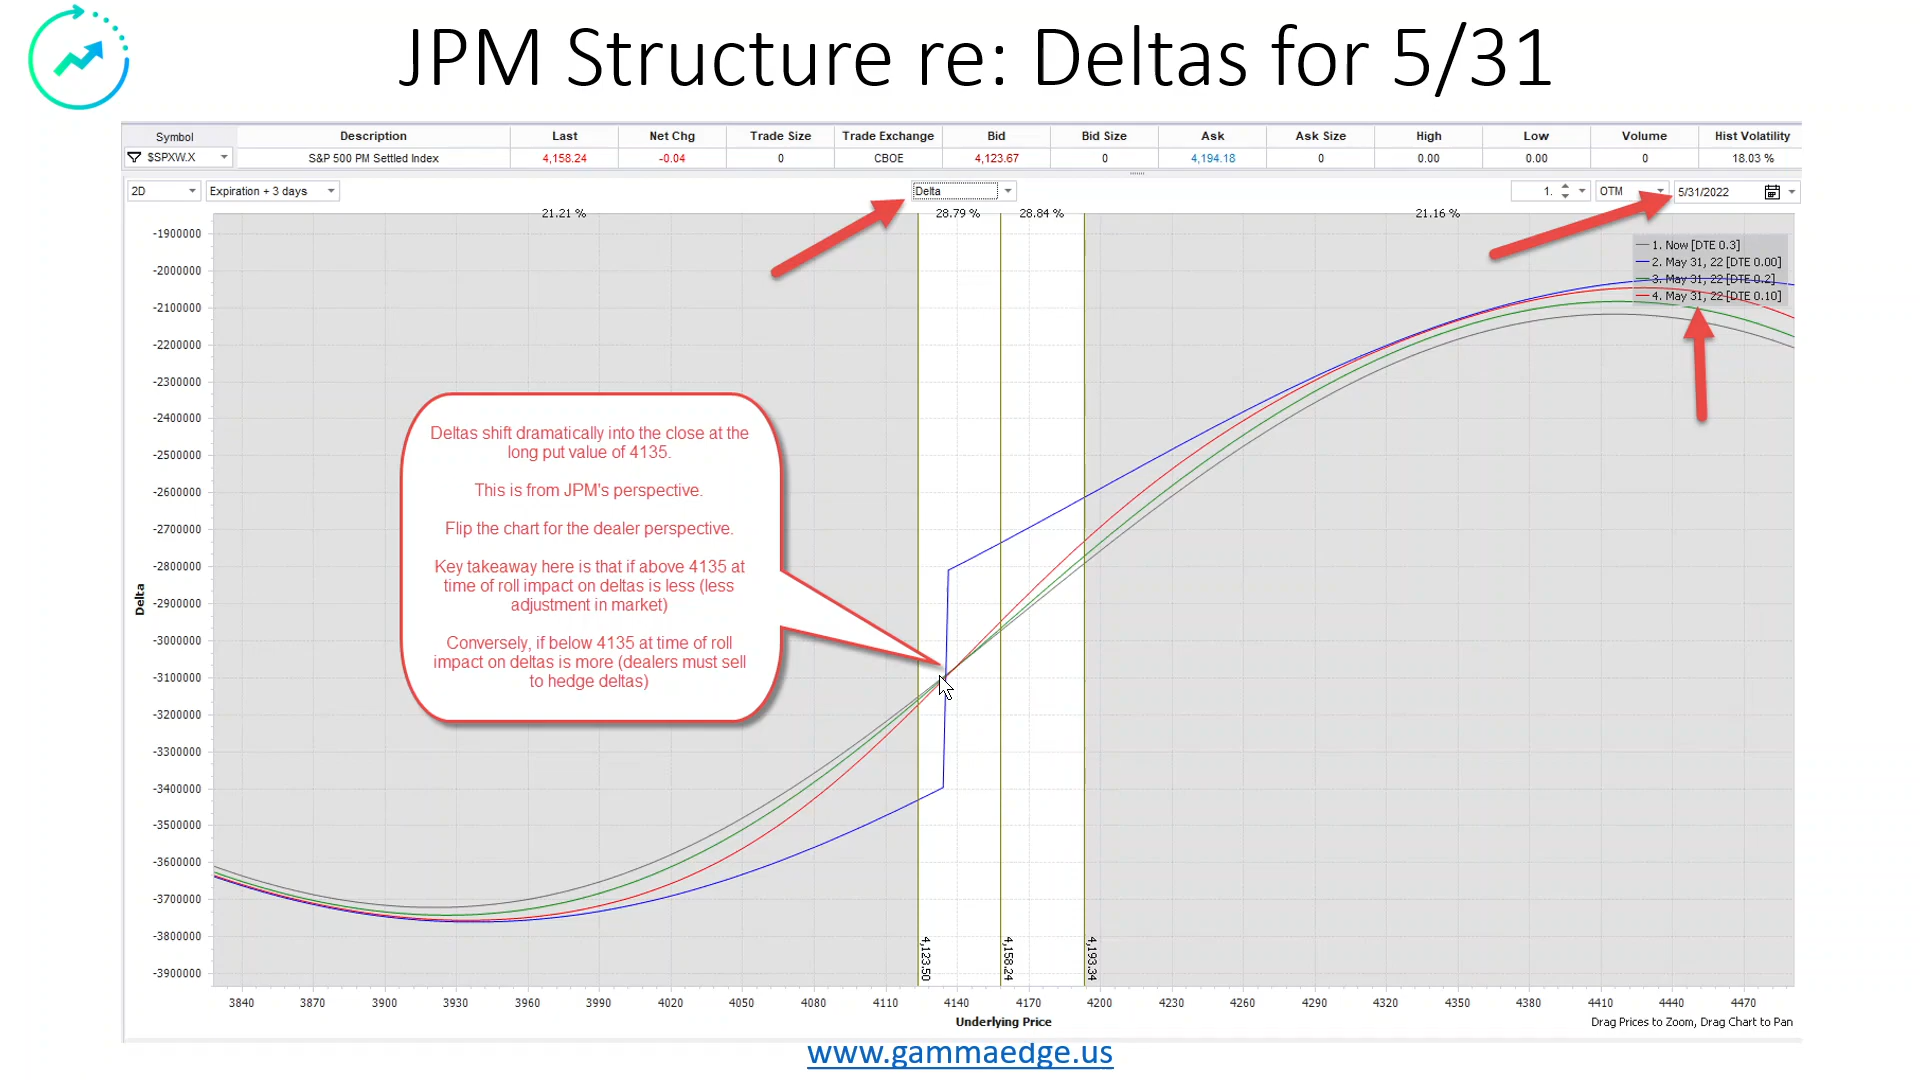 JPM Structure re: Deltas for 5/31
Symbol Description Last Net Chg Trade Size Trade Exchange Bid Bid Size Ask Ask Size High Low Volume Hist Volatility
$SPXW.X S&P 500 PM Settled Index 4,158.24 -0.04 0 CBOE 4,123.67 0 4,194.18 0 0.00 0.00 0 18.03 %
2D Expiration + 3 days Delta 1. OTM 5/31/2022
21.21 % 28.79 % 28.84 % 21.16 %
1. Now [DTE 0.3]
2. May 31, 22 [DTE 0.00]
3. May 31, 22 [DTE 0.2]
4. May 31, 22 [DTE 0.10]
-1900000
-2000000
-2100000
-2200000
-2300000
-2400000
-2500000
-2600000
-2700000
-2800000
-2900000
-3000000
-3100000
-3200000
-3300000
-3400000
-3500000
-3600000
-3700000
-3800000
-3900000
Delta
Deltas shift dramatically into the close at the
long put value of 4135.
This is from JPM's perspective.
Flip the chart for the dealer perspective.
Key takeaway here is that if above 4135 at
time of roll impact on deltas is less (less
adjustment in market)
Conversely, if below 4135 at time of roll
impact on deltas is more (dealers must sell
to hedge deltas)
4,123.50
4,158.24
4,193.34
3840 3870 3900 3930 3960 3990 4020 4050 4080 4110 4140 4170 4200 4230 4260 4290 4320 4350 4380 4410 4440 4470
Underlying Price
Drag Prices to Zoom, Drag Chart to Pan
www.gammaedge.us